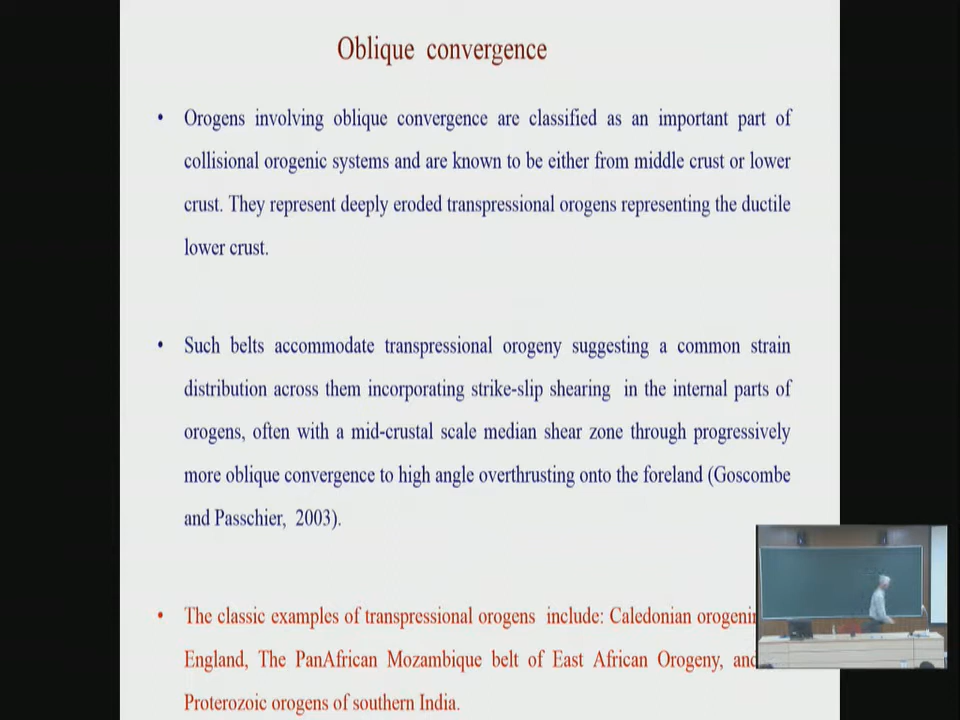 Oblique convergence
• Orogens involving oblique convergence are classified as an important part of
collisional orogenic systems and are known to be either from middle crust or lower
crust. They represent deeply eroded transpressional orogens representing the ductile
lower crust.
• Such belts accommodate transpressional orogeny suggesting a common strain
distribution across them incorporating strike-slip shearing in the internal parts of
orogens, often with a mid-crustal scale median shear zone through progressively
more oblique convergence to high angle overthrusting onto the foreland (Goscombe
and Passchier, 2003).
• The classic examples of transpressional orogens include: Caledonian
England, The PanAfrican Mozambique belt of East African Orogeny,
Proterozoic orogens of southern India.